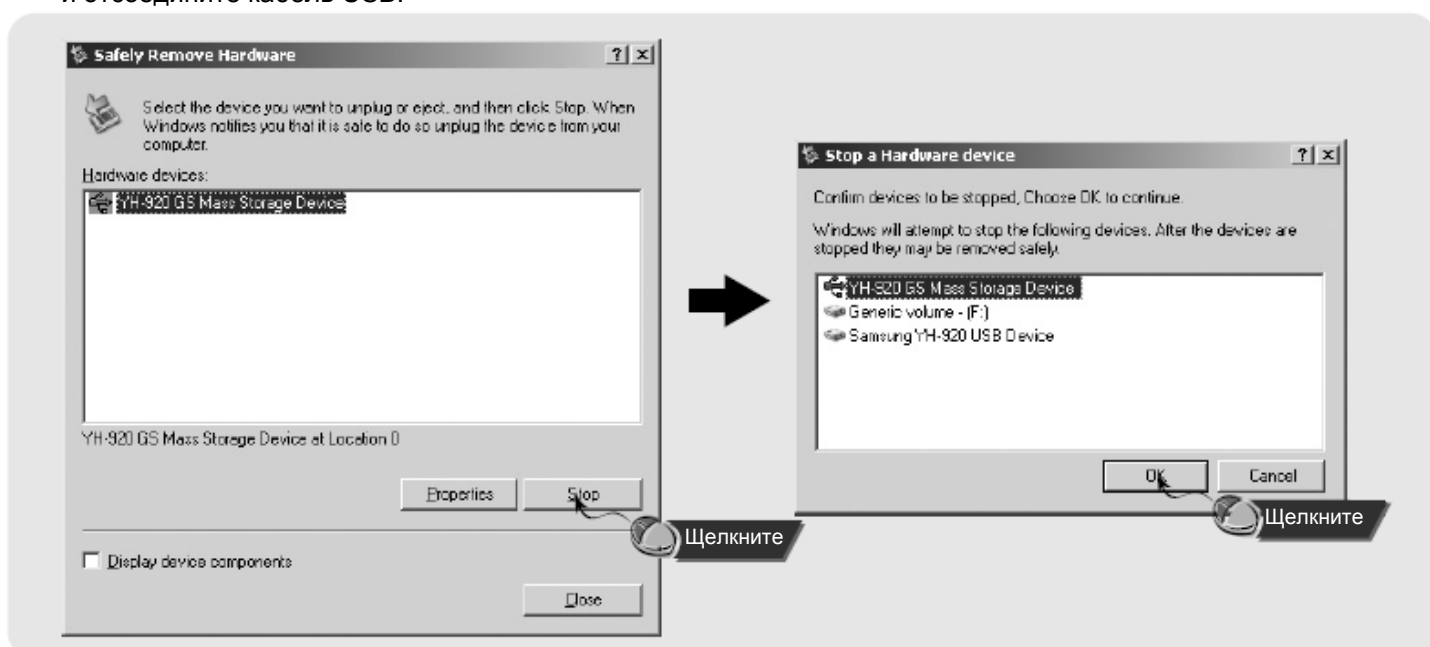 и отсоедините кабель USB.
Safely Remove Hardware
Select the device you want to unplug or eject, and then click Stop. When
Windows notifies you that it is safe to do so unplug the device from your
computer.
Hardware devices:
YH-920 GS Mass Storage Device
YH-920 GS Mass Storage Device at Location 0
Properties
Stop
Щелкните
Display device components
Close
Stop a Hardware device
Confirm devices to be stopped, Choose OK to continue.
Windows will attempt to stop the following devices. After the devices are
stopped they may be removed safely.
YH-920 GS Mass Storage Device
Generic volume - (F:)
Samsung YH-920 USB Device
OK
Cancel
Щелкните